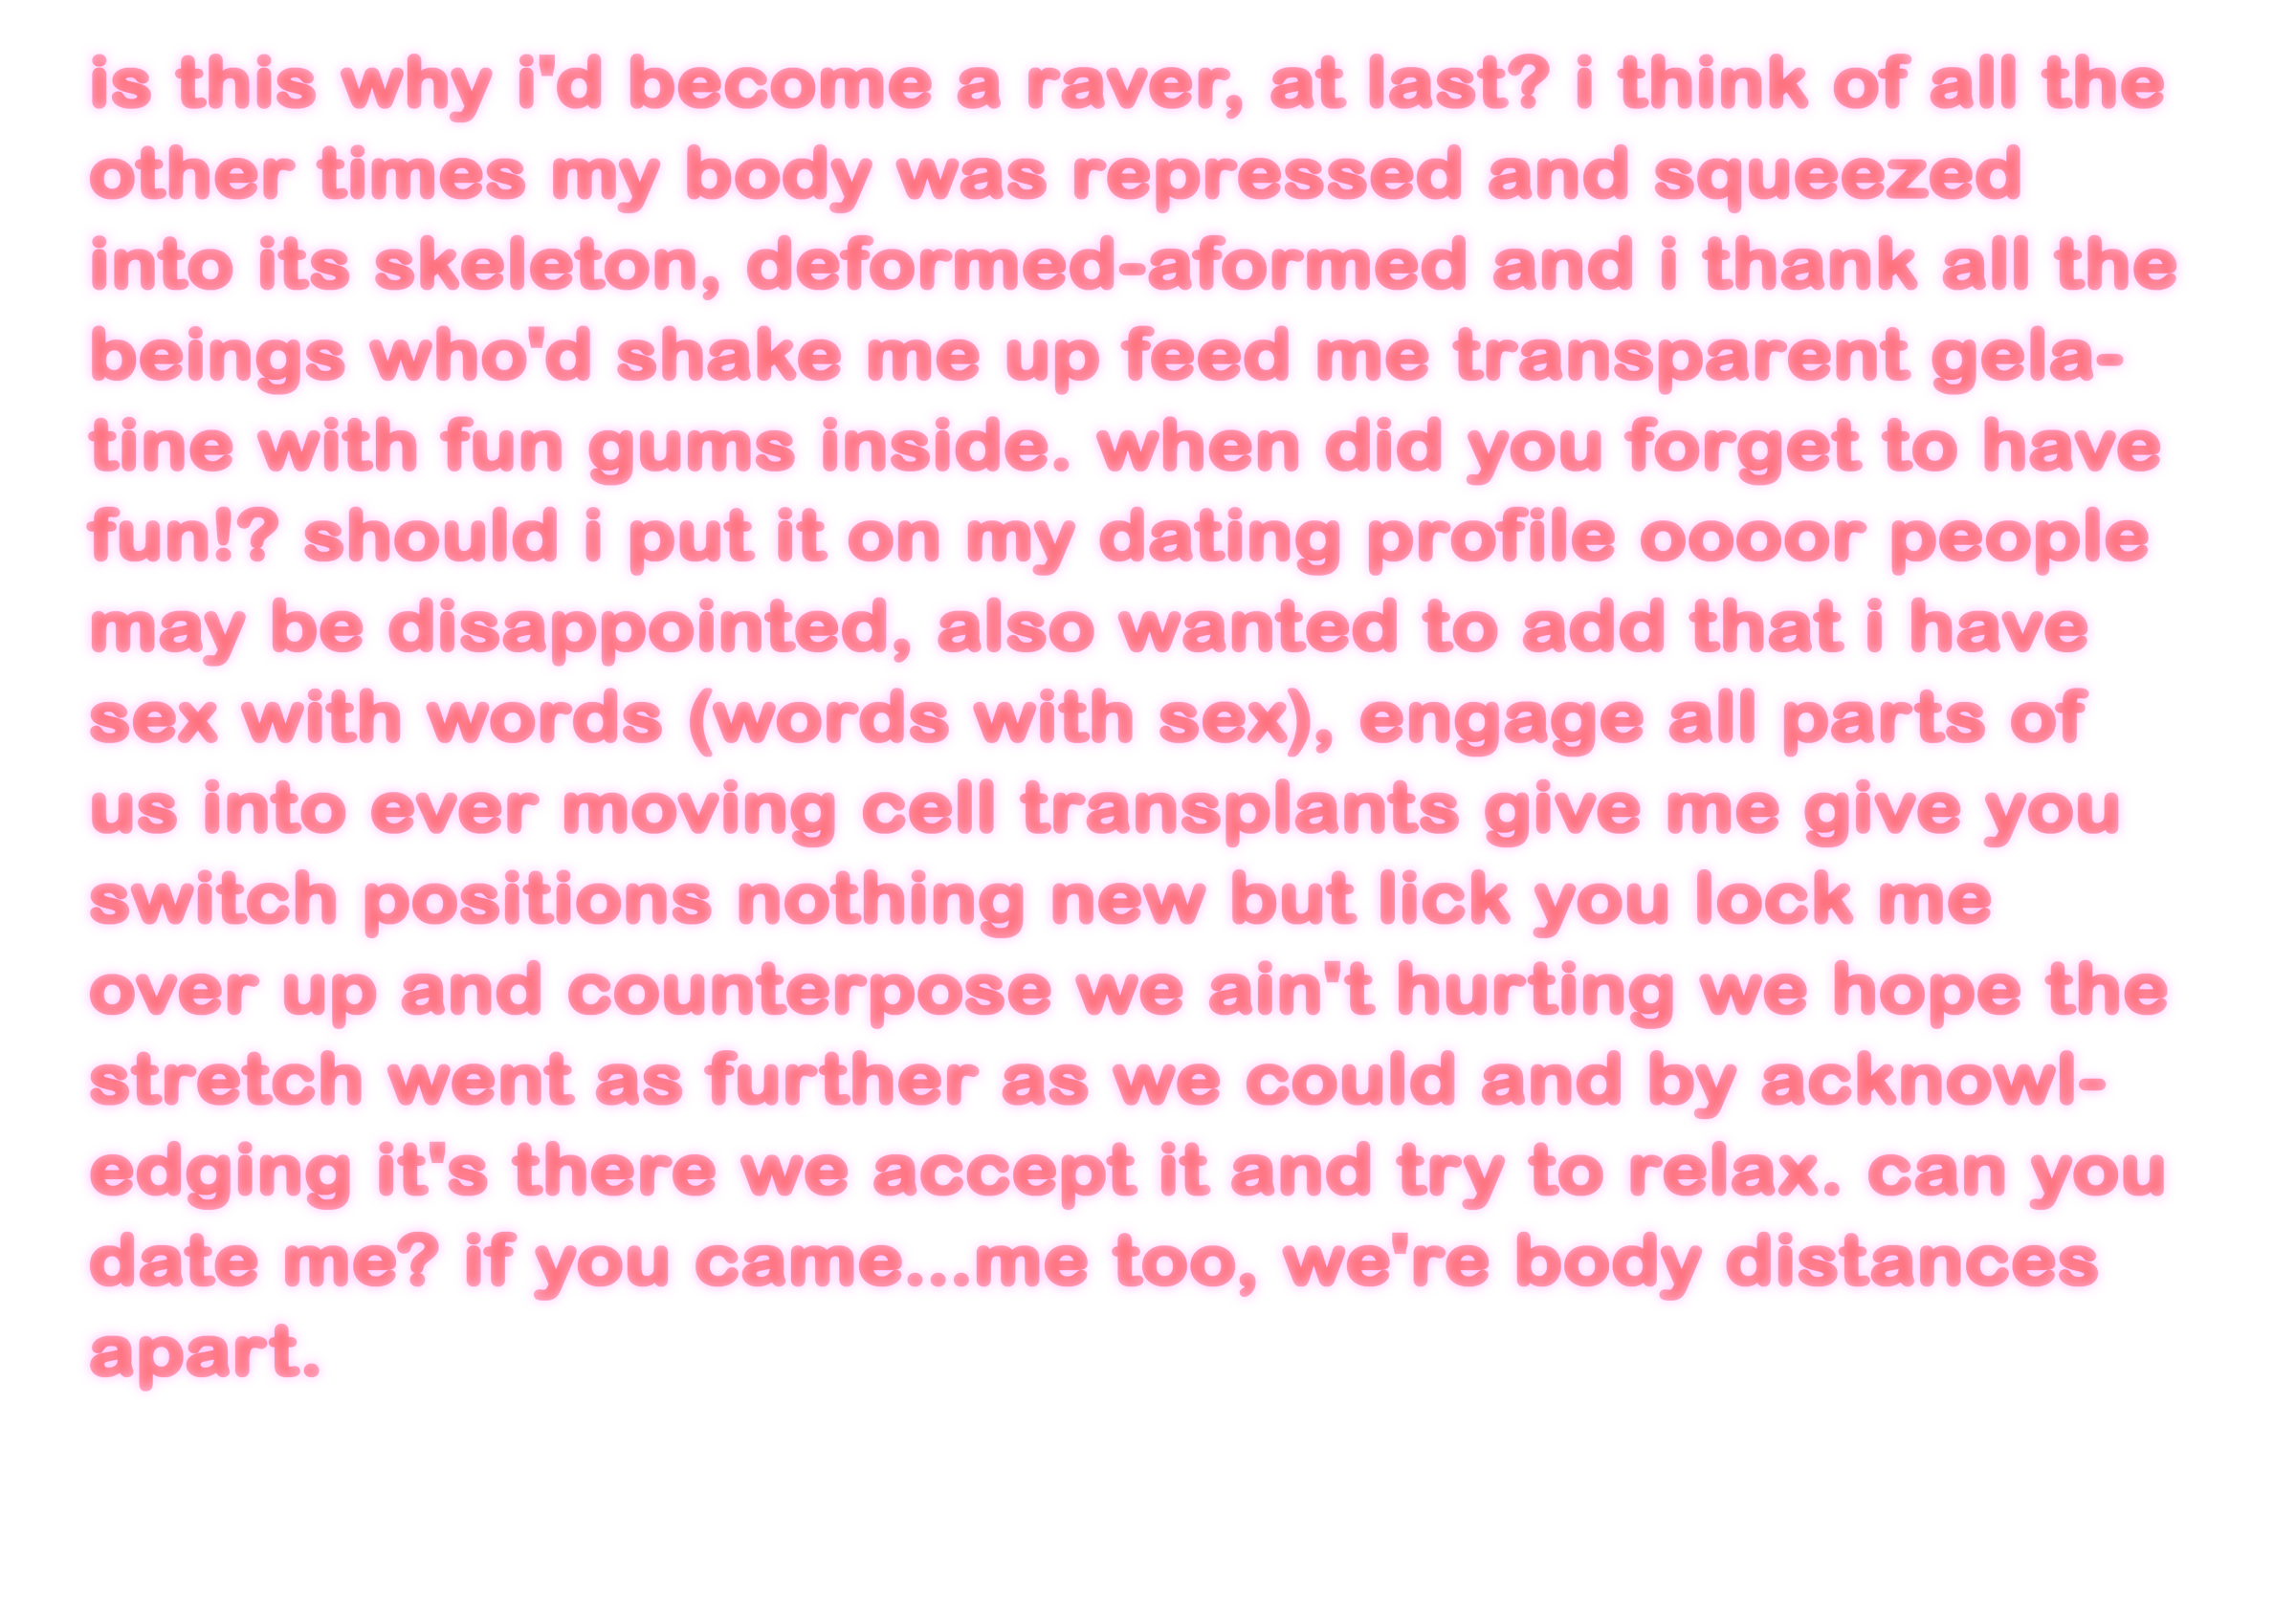 is this why i'd become a raver, at last? i think of all the
other times my body was repressed and squeezed
into its skeleton, deformed-aformed and i thank all the
beings who'd shake me up feed me transparent gela-
tine with fun gums inside. when did you forget to have
fun!? should i put it on my dating profile oooor people
may be disappointed, also wanted to add that i have
sex with words (words with sex), engage all parts of
us into ever moving cell transplants give me give you
switch positions nothing new but lick you lock me
over up and counterpose we ain't hurting we hope the
stretch went as further as we could and by acknowl-
edging it's there we accept it and try to relax. can you
date me? if you came...me too, we're body distances
apart.